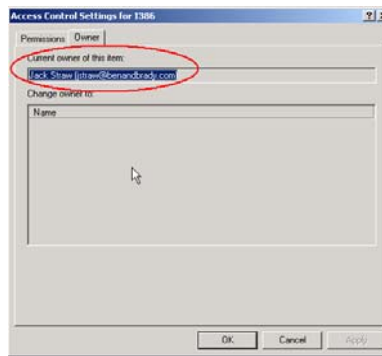 Access Control Settings for I386
Permissions Owner
Current owner of this item:
Jack Straw (jstraw@benandbrady.com
Change owner to:
Name
OK Cancel Apply